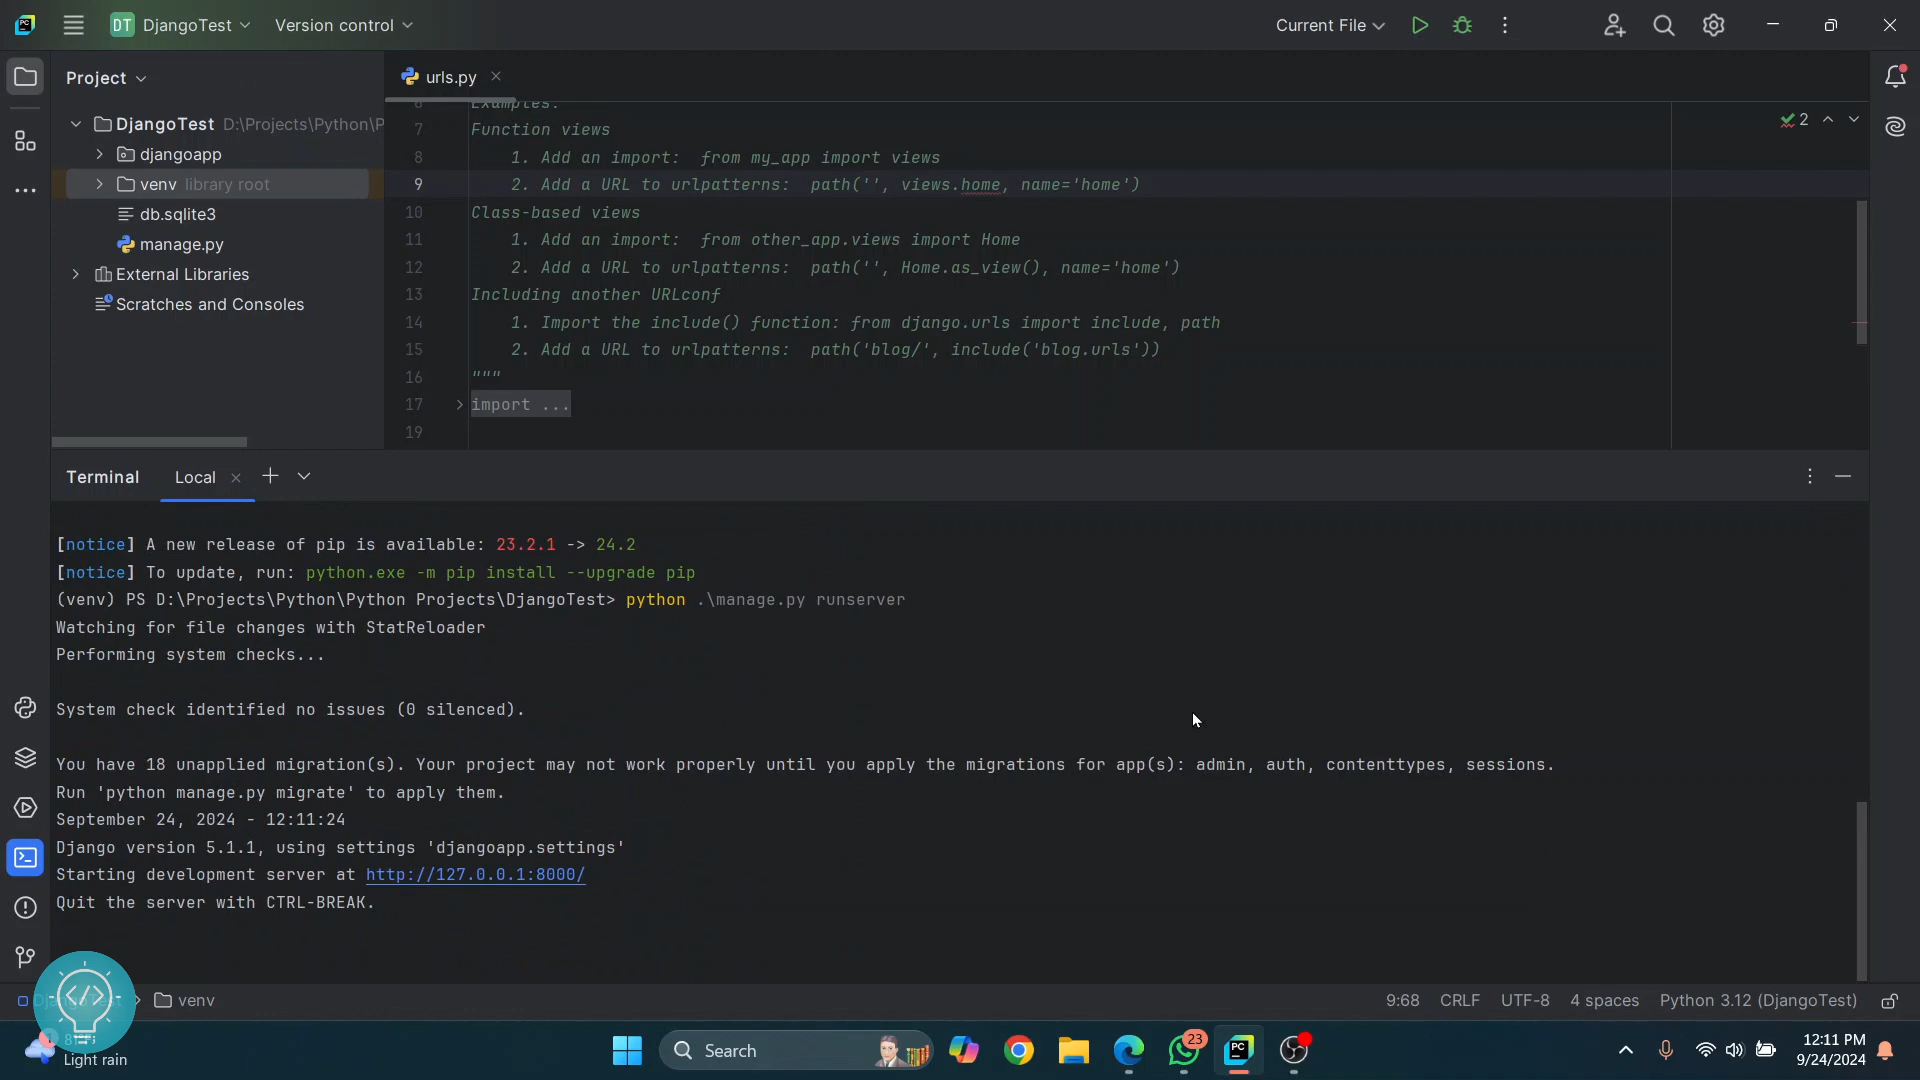 PC
DT DjangoTest Version control Current File
Project
urls.py
DjangoTest D:\Projects\Python\P
djangoapp
venv library root
db.sqlite3
manage.py
External Libraries
Scratches and Consoles
2
6 Examples:
7 Function views
8 1. Add an import:  from my_app import views
9 2. Add a URL to urlpatterns:  path('', views.home, name='home')
10 Class-based views
11 1. Add an import:  from other_app.views import Home
12 2. Add a URL to urlpatterns:  path('', Home.as_view(), name='home')
13 Including another URLconf
14 1. Import the include() function: from django.urls import include, path
15 2. Add a URL to urlpatterns:  path('blog/', include('blog.urls'))
16 """
17 import ...
19
Terminal Local
[notice] A new release of pip is available: 23.2.1 -> 24.2
[notice] To update, run: python.exe -m pip install --upgrade pip
(venv) PS D:\Projects\Python\Python Projects\DjangoTest> python .\manage.py runserver
Watching for file changes with StatReloader
Performing system checks...
System check identified no issues (0 silenced).
You have 18 unapplied migration(s). Your project may not work properly until you apply the migrations for app(s): admin, auth, contenttypes, sessions.
Run 'python manage.py migrate' to apply them.
September 24, 2024 - 12:11:24
Django version 5.1.1, using settings 'djangoapp.settings'
Starting development server at http://127.0.0.1:8000/
Quit the server with CTRL-BREAK.
venv
9:68 CRLF UTF-8 4 spaces Python 3.12 (DjangoTest)
1
Light rain
Search
23
PC
12:11 PM
9/24/2024